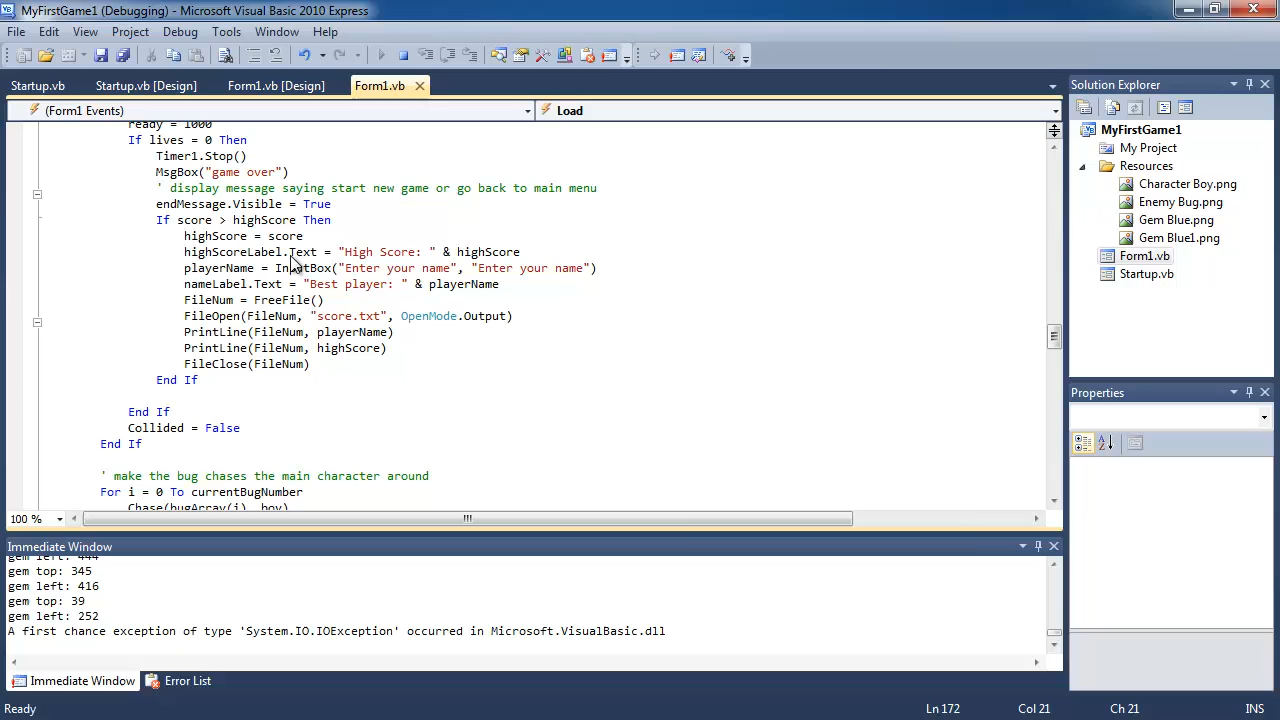 MyFirstGame1 (Debugging) - Microsoft Visual Basic 2010 Express
File Edit View Project Debug Tools Window Help
Startup.vb Startup.vb [Design] Form1.vb [Design] Form1.vb
(Form1 Events) Load
ready = 1000
If lives = 0 Then
Timer1.Stop()
MsgBox("game over")
' display message saying start new game or go back to main menu
endMessage.Visible = True
If score > highScore Then
highScore = score
highScoreLabel.Text = "High Score: " & highScore
playerName = InputBox("Enter your name", "Enter your name")
nameLabel.Text = "Best player: " & playerName
FileNum = FreeFile()
FileOpen(FileNum, "score.txt", OpenMode.Output)
PrintLine(FileNum, playerName)
PrintLine(FileNum, highScore)
FileClose(FileNum)
End If
End If
Collided = False
End If
' make the bug chases the main character around
For i = 0 To currentBugNumber
Chase(bugArray(i), boy)
100 %
Immediate Window
gem left: 444
gem top: 345
gem left: 416
gem top: 39
gem left: 252
A first chance exception of type 'System.IO.IOException' occurred in Microsoft.VisualBasic.dll
Immediate Window Error List
Ready Ln 172 Col 21 Ch 21 INS
Solution Explorer
MyFirstGame1
My Project
Resources
Character Boy.png
Enemy Bug.png
Gem Blue.png
Gem Blue1.png
Form1.vb
Startup.vb
Properties